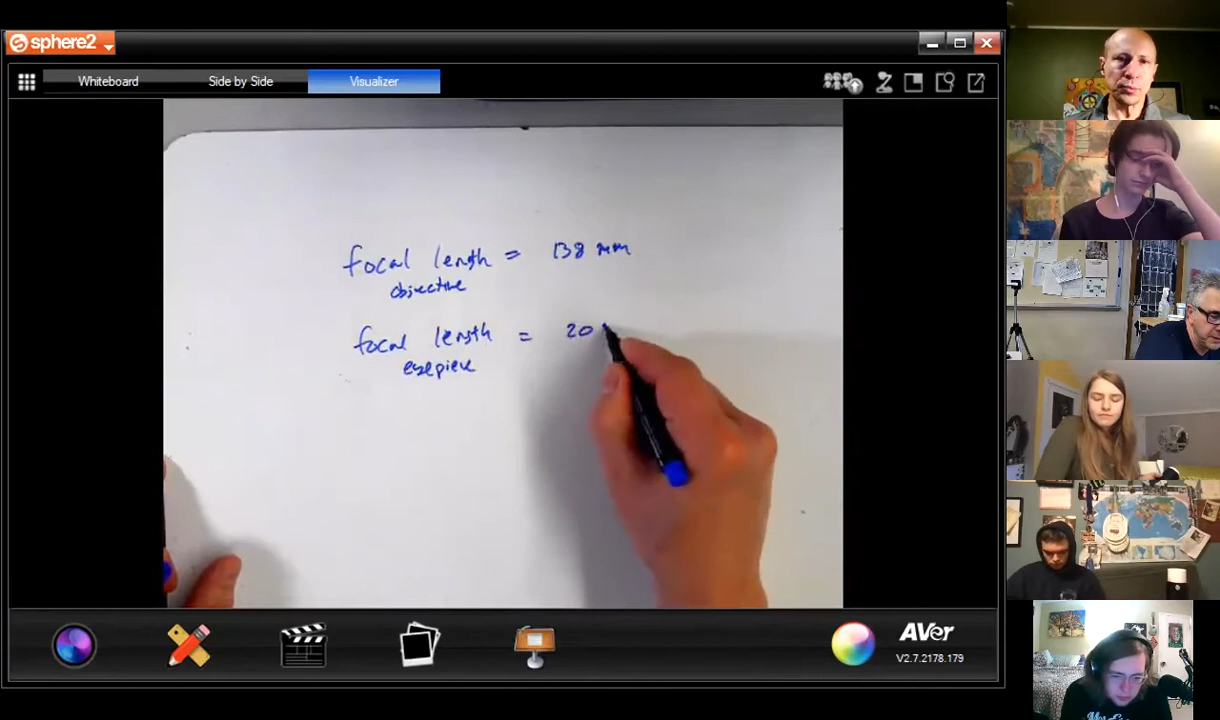 sphere2
Whiteboard
Side by Side
Visualizer
focal length = 138 mm
objective
focal length = 20
eyepiece
AVer
V2.7.2178.179